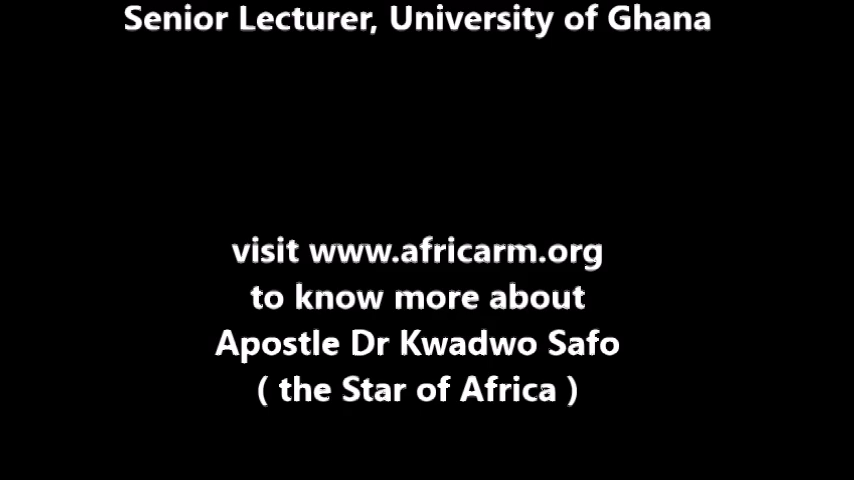 Senior Lecturer, University of Ghana
visit www.africarm.org
to know more about
Apostle Dr Kwadwo Safo
( the Star of Africa )